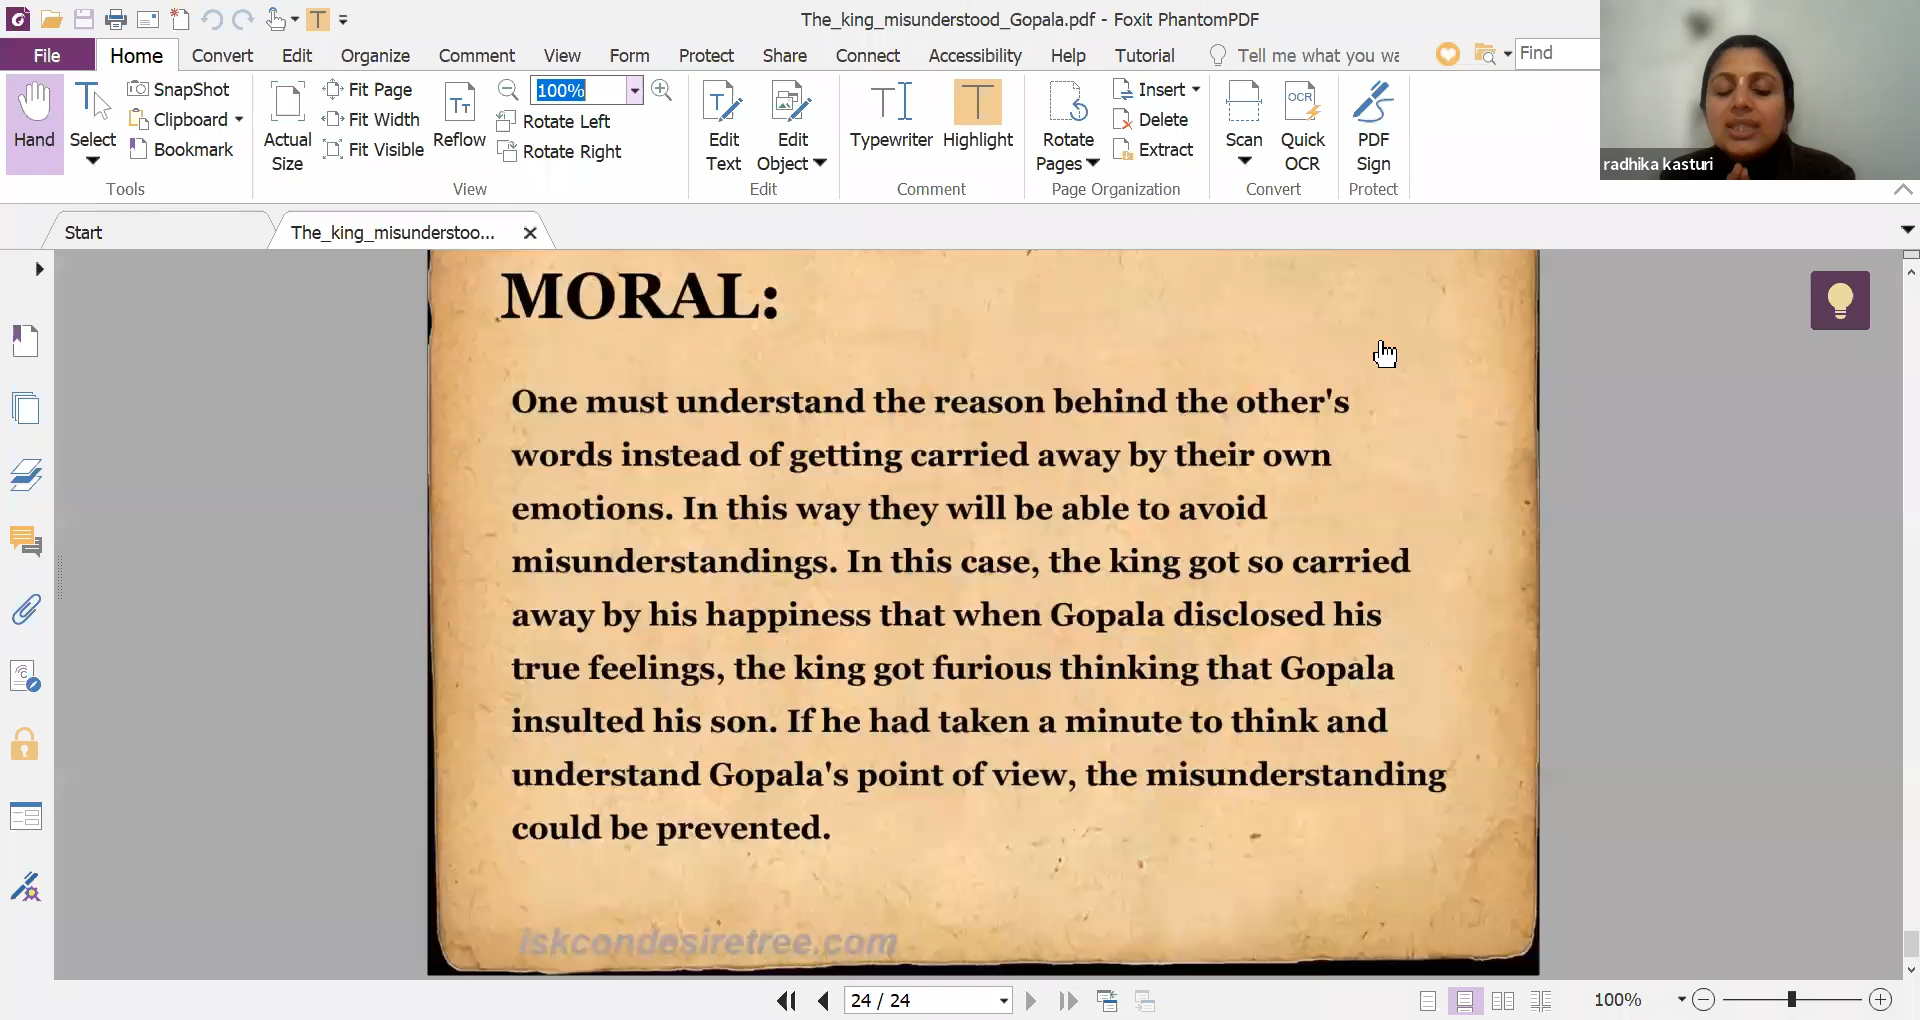 The_king_misunderstood_Gopala.pdf - Foxit PhantomPDF
File Home Convert Edit Organize Comment View Form Protect Share Connect Accessibility Help Tutorial Tell me what you wa Find
Hand
Select
SnapShot
Clipboard
Bookmark
Tools
Actual Size
Fit Page
Fit Width
Fit Visible
Reflow
100%
Rotate Left
Rotate Right
View
Edit Text
Edit Object
Edit
Typewriter
Highlight
Comment
Rotate Pages
Insert
Delete
Extract
Page Organization
Scan
OCR
Quick OCR
Convert
PDF Sign
Protect
radhika kasturi
Start
The_king_misunderstoo...
MORAL:
One must understand the reason behind the other's
words instead of getting carried away by their own
emotions. In this way they will be able to avoid
misunderstandings. In this case, the king got so carried
away by his happiness that when Gopala disclosed his
true feelings, the king got furious thinking that Gopala
insulted his son. If he had taken a minute to think and
understand Gopala's point of view, the misunderstanding
could be prevented.
iskcondesiretree.com
24 / 24
100%